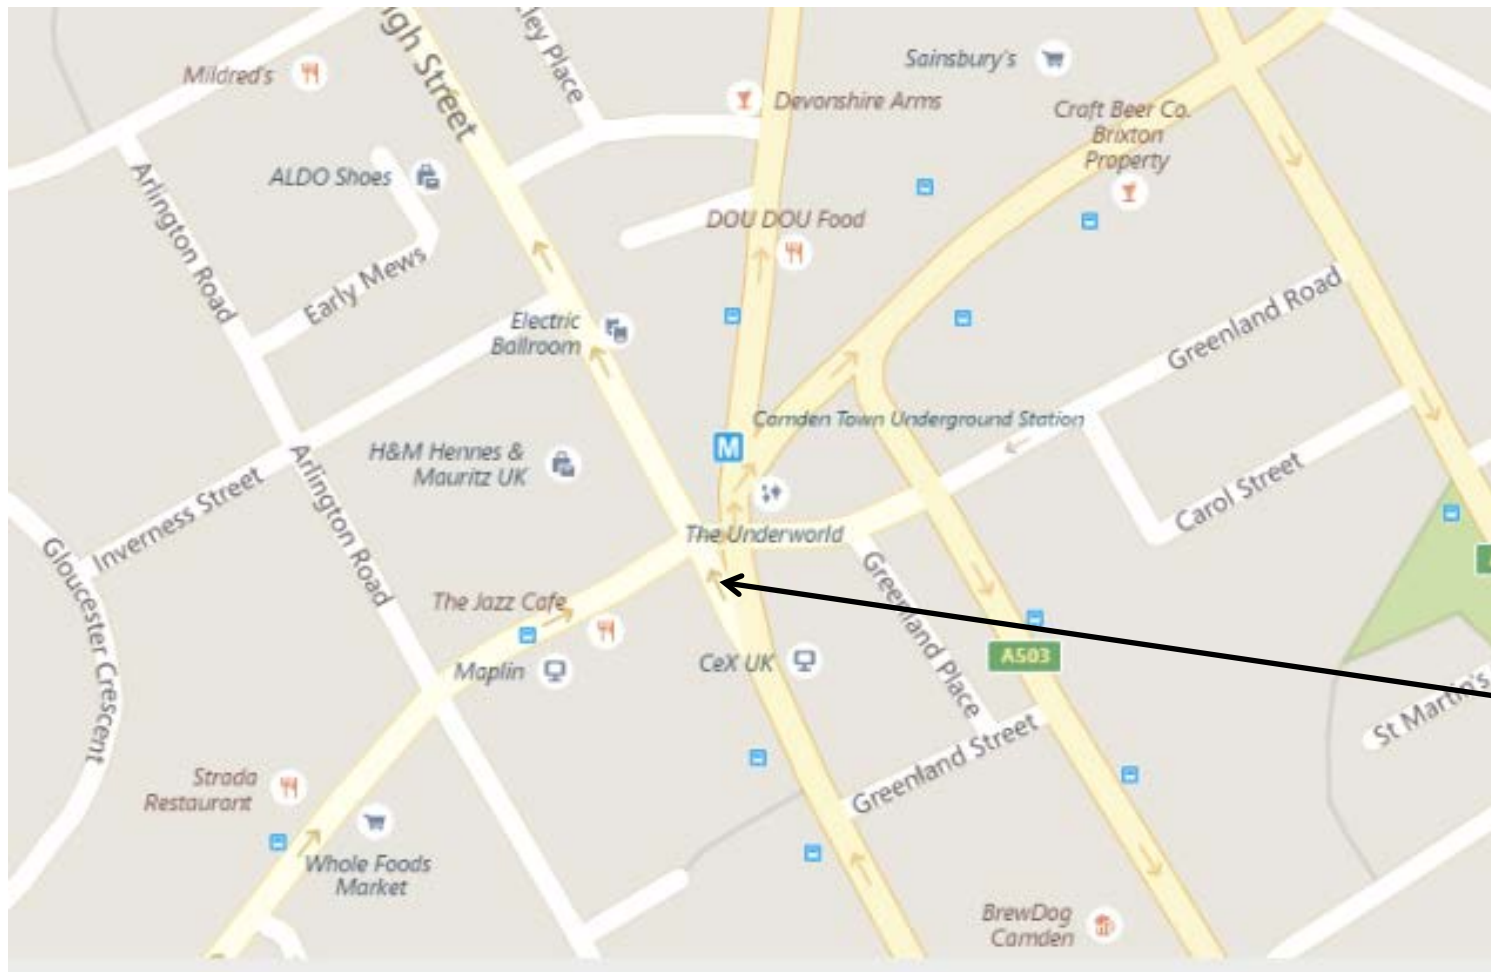 igh Street
ley Place
Mildred's
Sainsbury's
Devonshire Arms
Craft Beer Co.
Brixton
Property
ALDO Shoes
Arlington Road
DOU DOU Food
Early Mews
Electric
Ballroom
Greenland Road
Camden Town Underground Station
M
H&M Hennes &
Mauritz UK
Inverness Street
Arlington Road
Carol Street
The Underworld
Gloucester Crescent
The Jazz Cafe
Greenland Place
Maplin
CeX UK
A503
St Martin's
Strada
Restaurant
Greenland Street
Whole Foods
Market
BrewDog
Camden